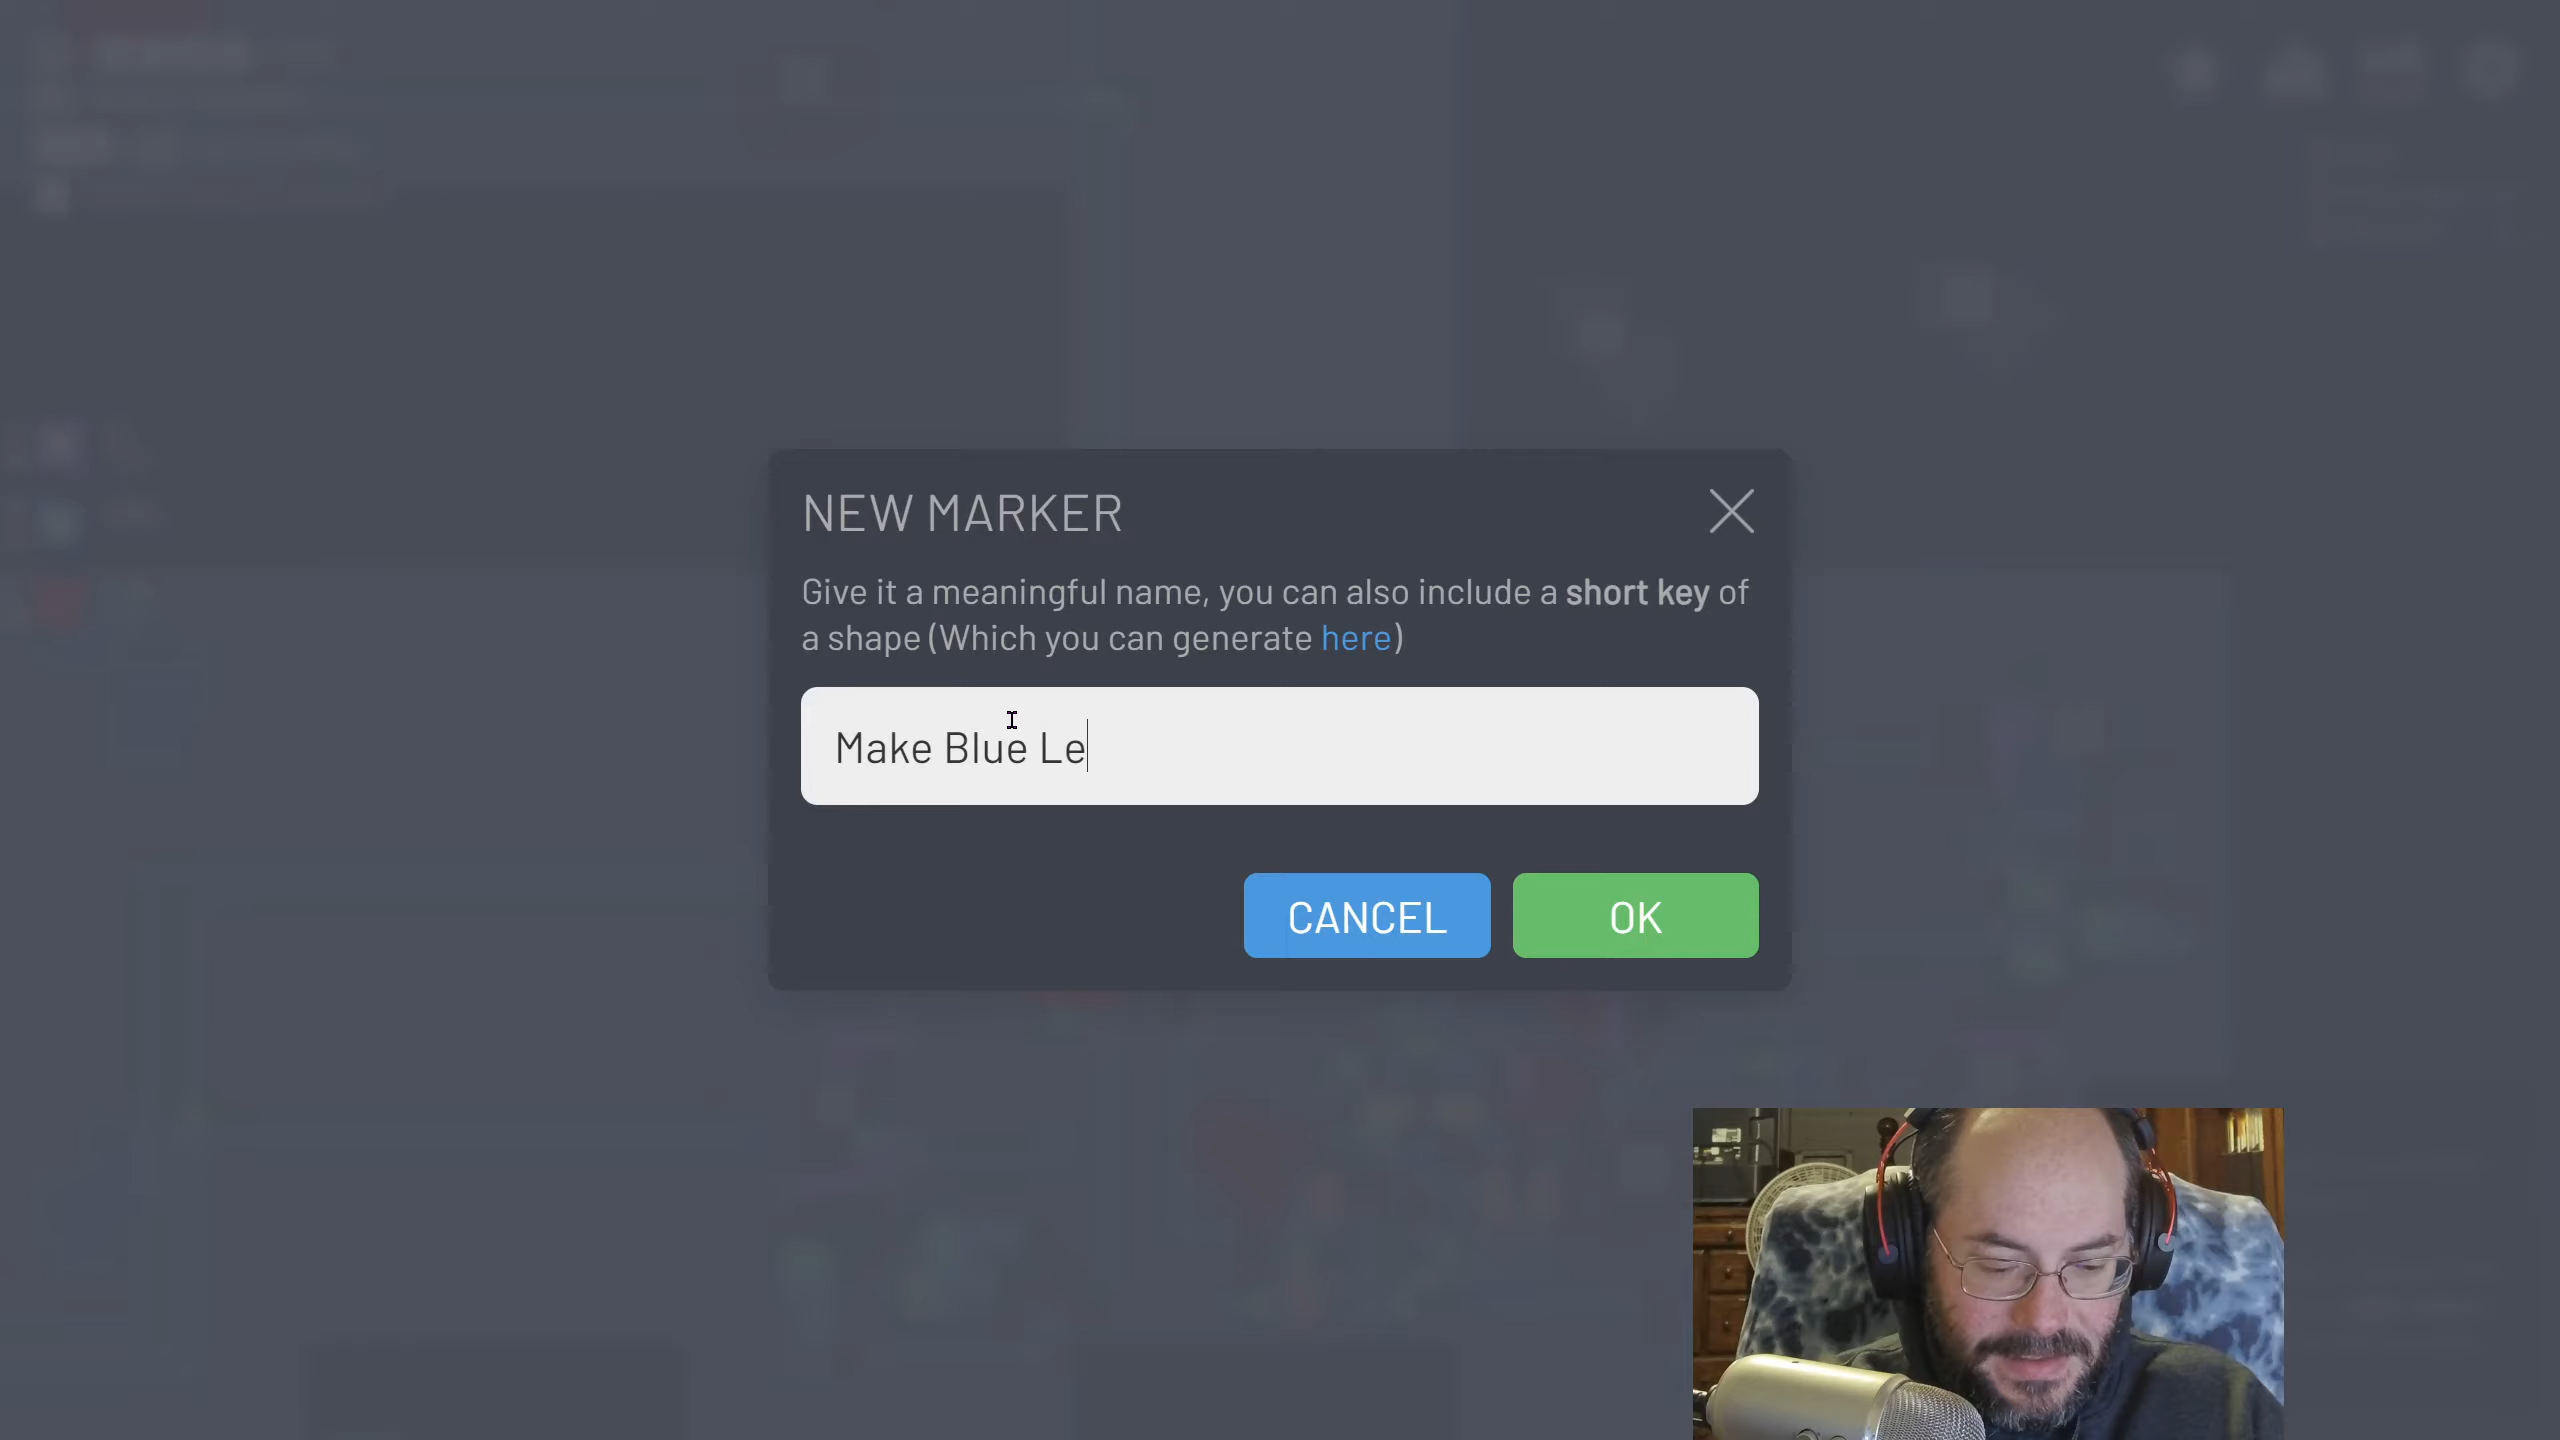 NEW MARKER
Give it a meaningful name, you can also include a short key of
a shape (Which you can generate here)
Make Blue Le
CANCEL
OK